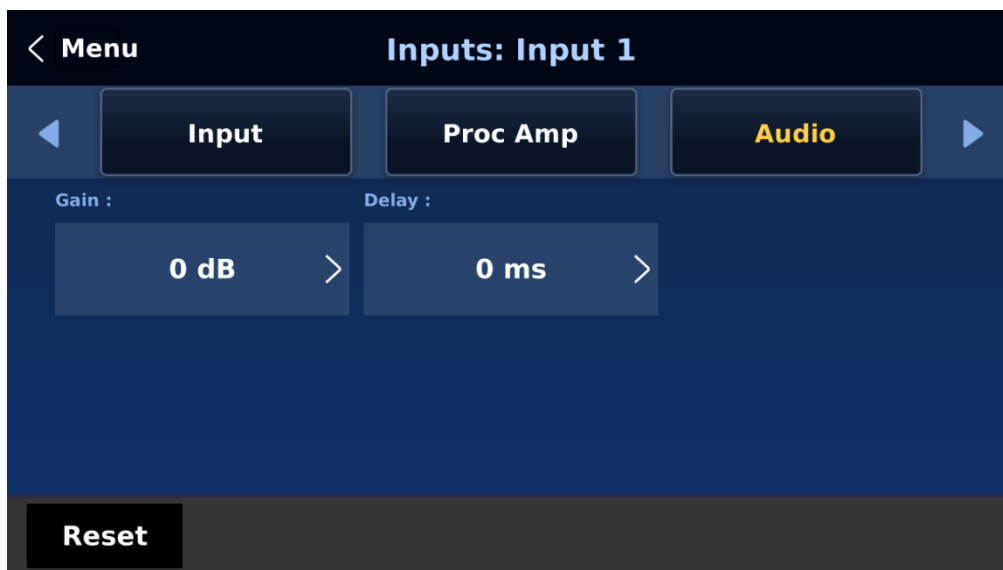 Menu
Inputs: Input 1
Input
Proc Amp
Audio
Gain :
Delay :
0 dB
0 ms
Reset